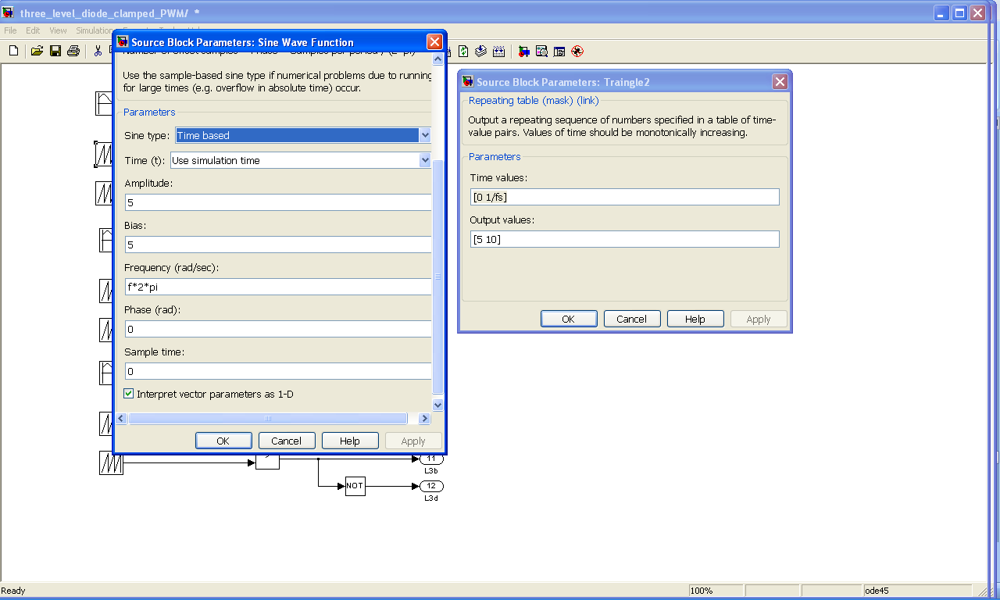 three_level_diode_clamped_PWM/ *
File Edit View Simulation
Source Block Parameters: Sine Wave Function
Use the sample-based sine type if numerical problems due to running
for large times (e.g. overflow in absolute time) occur.
Parameters
Sine type: Time based
Time (t): Use simulation time
Amplitude:
5
Bias:
5
Frequency (rad/sec):
f*2*pi
Phase (rad):
0
Sample time:
0
Interpret vector parameters as 1-D
OK Cancel Help Apply
Source Block Parameters: Traingle2
Repeating table (mask) (link)
Output a repeating sequence of numbers specified in a table of time-
value pairs. Values of time should be monotonically increasing.
Parameters
Time values:
[0 1/fs]
Output values:
[5 10]
OK Cancel Help Apply
11
L3b
NOT
12
L3d
Ready 100% ode45